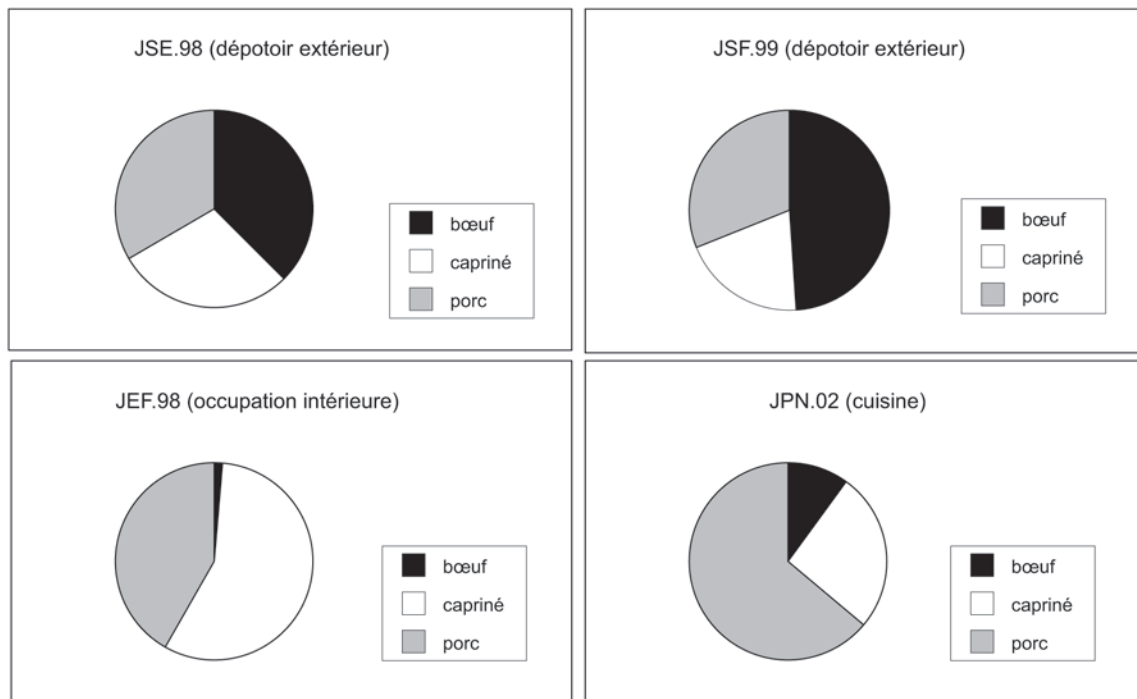 JSE.98 (dépotoir extérieur)
bœuf
capriné
porc
JSF.99 (dépotoir extérieur)
bœuf
capriné
porc
JEF.98 (occupation intérieure)
bœuf
capriné
porc
JPN.02 (cuisine)
bœuf
capriné
porc